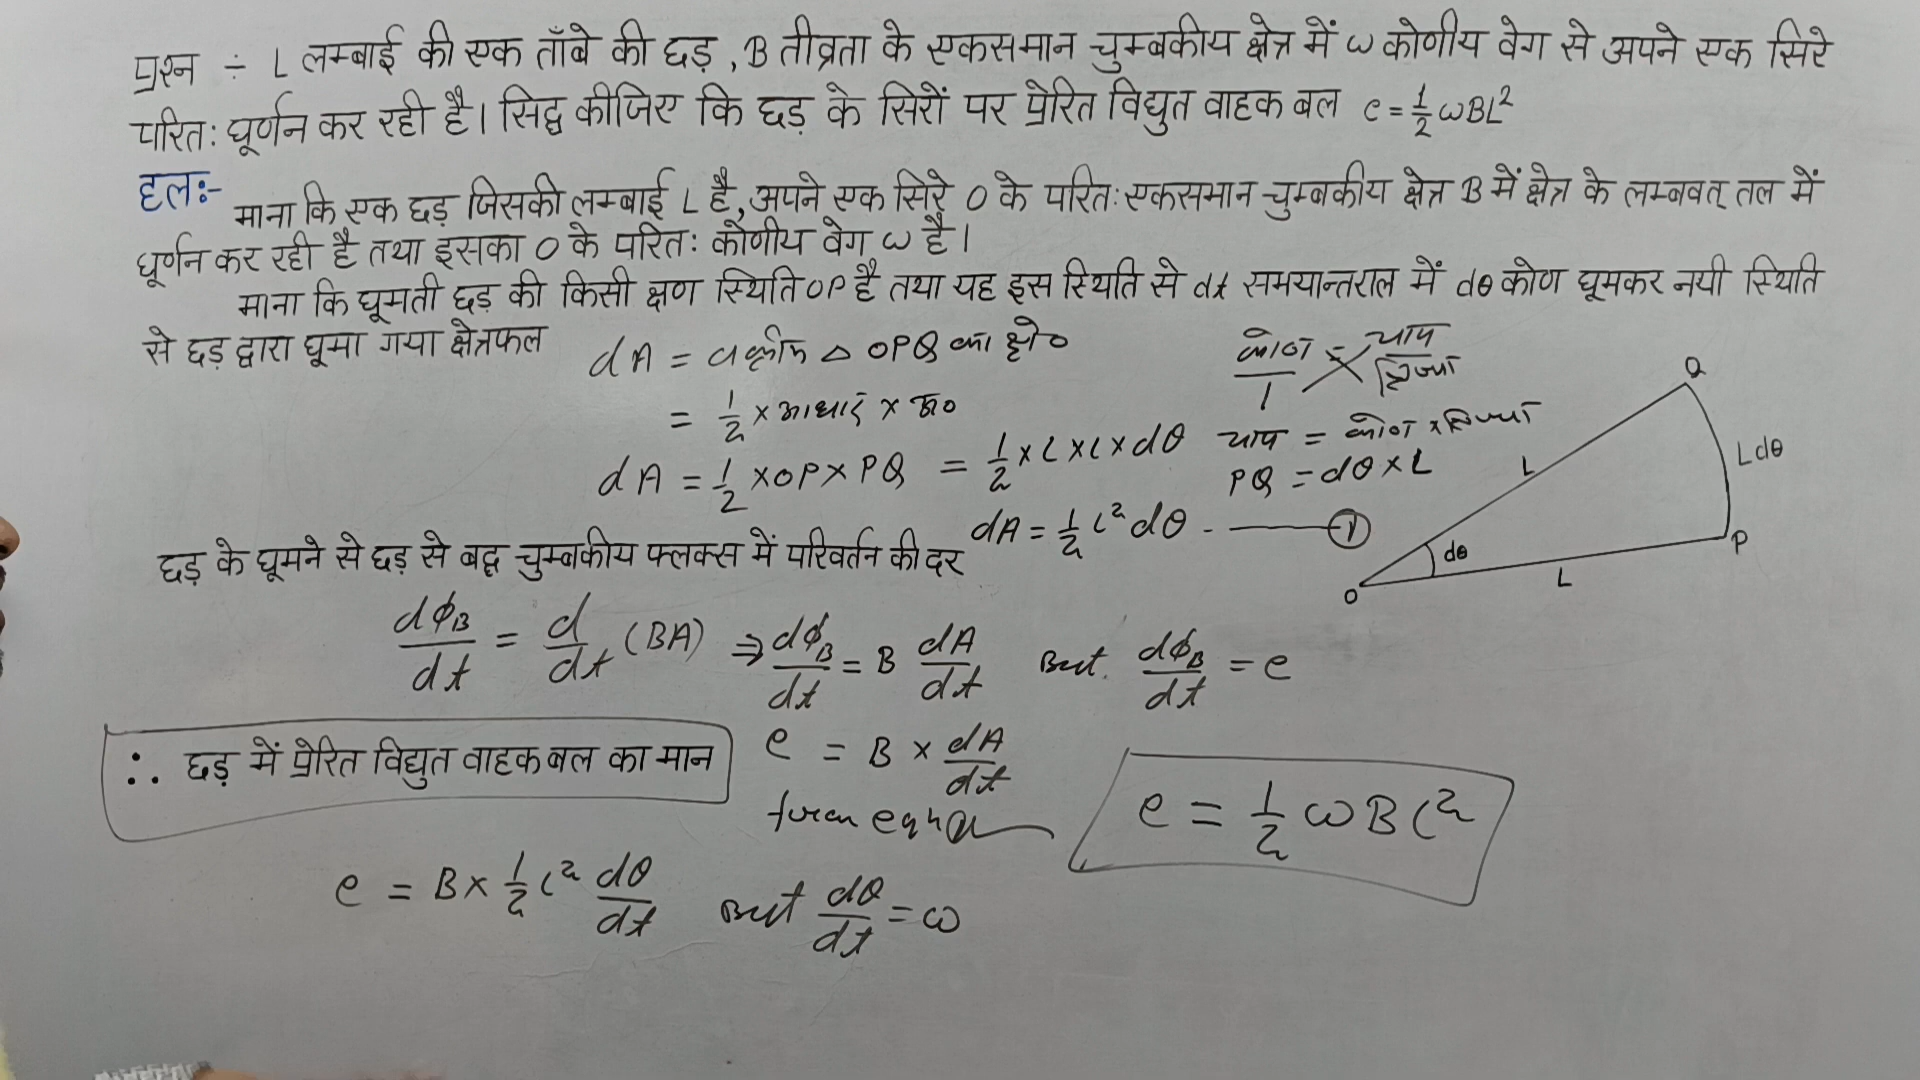 प्रश्न ÷ L लम्बाई की एक ताँबे की छड़, B तीव्रता के एकसमान चुम्बकीय क्षेत्र में ω कोणीय वेग से अपने एक सिरे
परितः घूर्णन कर रही है। सिद्ध कीजिए कि छड़ के सिरों पर प्रेरित विद्युत वाहक बल e = 1/2 ωBL²
हलः-
माना कि एक छड़ जिसकी लम्बाई L है, अपने एक सिरे O के परितः एकसमान चुम्बकीय क्षेत्र B में क्षेत्र के लम्बवत् तल में
घूर्णन कर रही है तथा इसका O के परितः कोणीय वेग ω है।
माना कि घूमती छड़ की किसी क्षण स्थिति OP है तथा यह इस स्थिति से dt समयान्तराल में dθ कोण घूमकर नयी स्थिति
से छड़ द्वारा घूमा गया क्षेत्रफल
dA = △ OPQ का क्षे०
= 1/2 × आधार × ऊ०
dA = 1/2 × OP × PQ = 1/2 × L × L × dθ
dA = 1/2 L² dθ - ①
कोण/1 = चाप/त्रिज्या
चाप = कोण × त्रिज्या
PQ = dθ × L
Q
L
Ldθ
dθ
P
L
O
छड़ के घूमने से छड़ से बद्ध चुम्बकीय फ्लक्स में परिवर्तन की दर
dϕB/dt = d/dt (BA) ⇒ dϕB/dt = B dA/dt But. dϕB/dt = e
∴ छड़ में प्रेरित विद्युत वाहक बल का मान
e = B × dA/dt
from eqn ①
e = B × 1/2 L² dθ/dt But dθ/dt = ω
e = 1/2 ω B L²